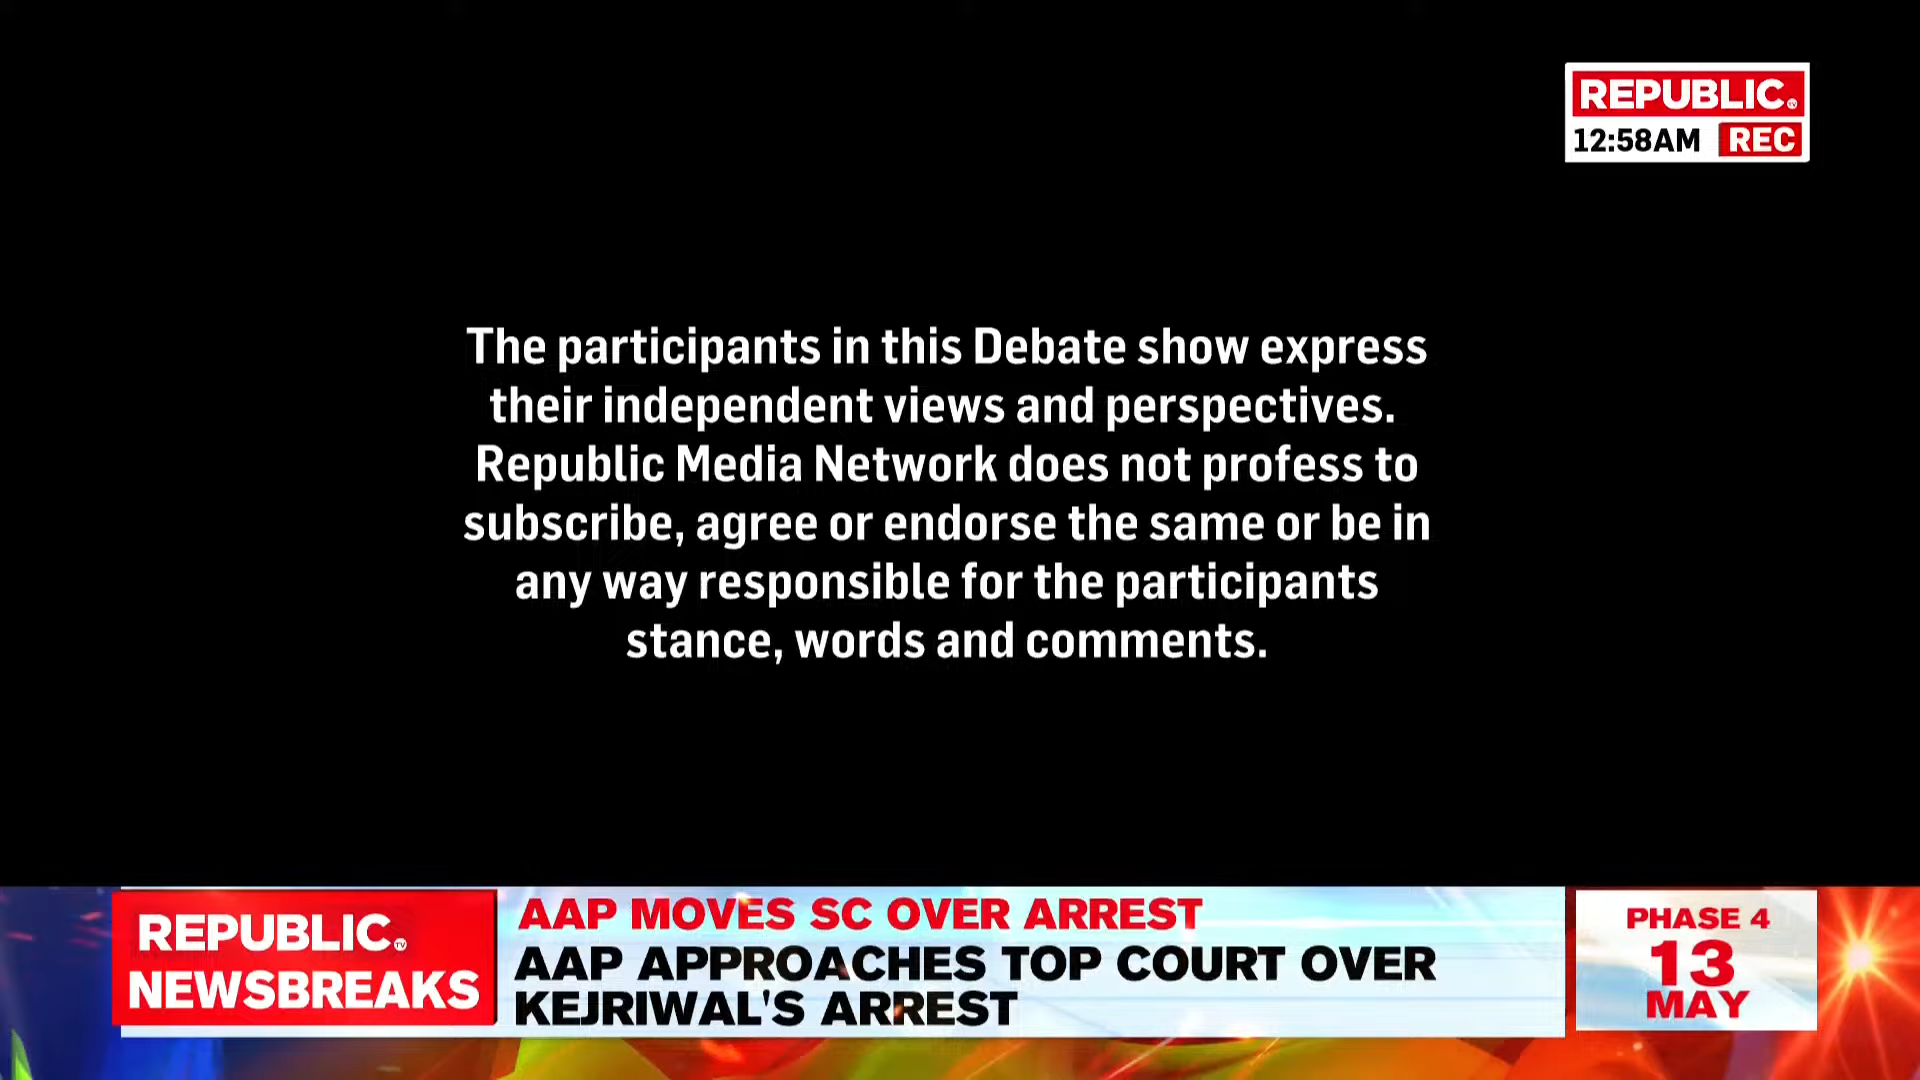 REPUBLIC.TV
12:58AM REC
The participants in this Debate show express
their independent views and perspectives.
Republic Media Network does not profess to
subscribe, agree or endorse the same or be in
any way responsible for the participants
stance, words and comments.
REPUBLIC.TV
NEWSBREAKS
AAP MOVES SC OVER ARREST
AAP APPROACHES TOP COURT OVER
KEJRIWAL'S ARREST
PHASE 4
13
MAY